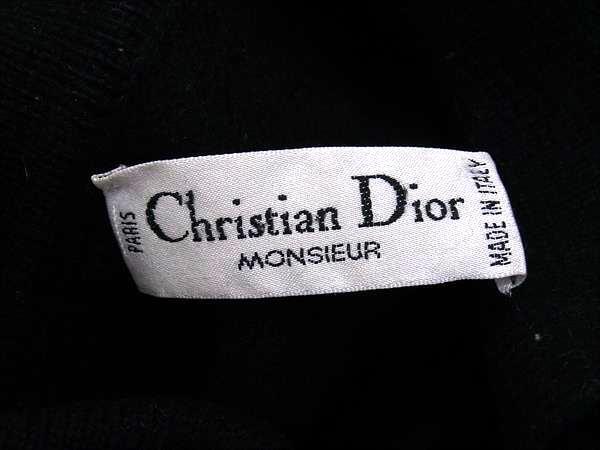 PARIS
Christian Dior
MONSIEUR
MADE IN ITALY